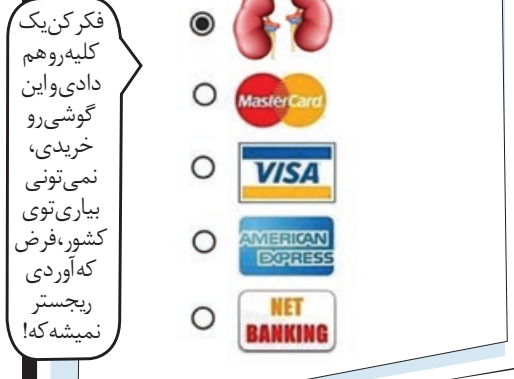 فکر کن یک
کلیه رو هم
دادی و این
گوشی رو
خریدی،
نمی‌تونی
بیاری توی
کشور، فرض
که آوردی
ریجستر
نمیشه که!
MasterCard
VISA
AMERICAN
EXPRESS
NET
BANKING